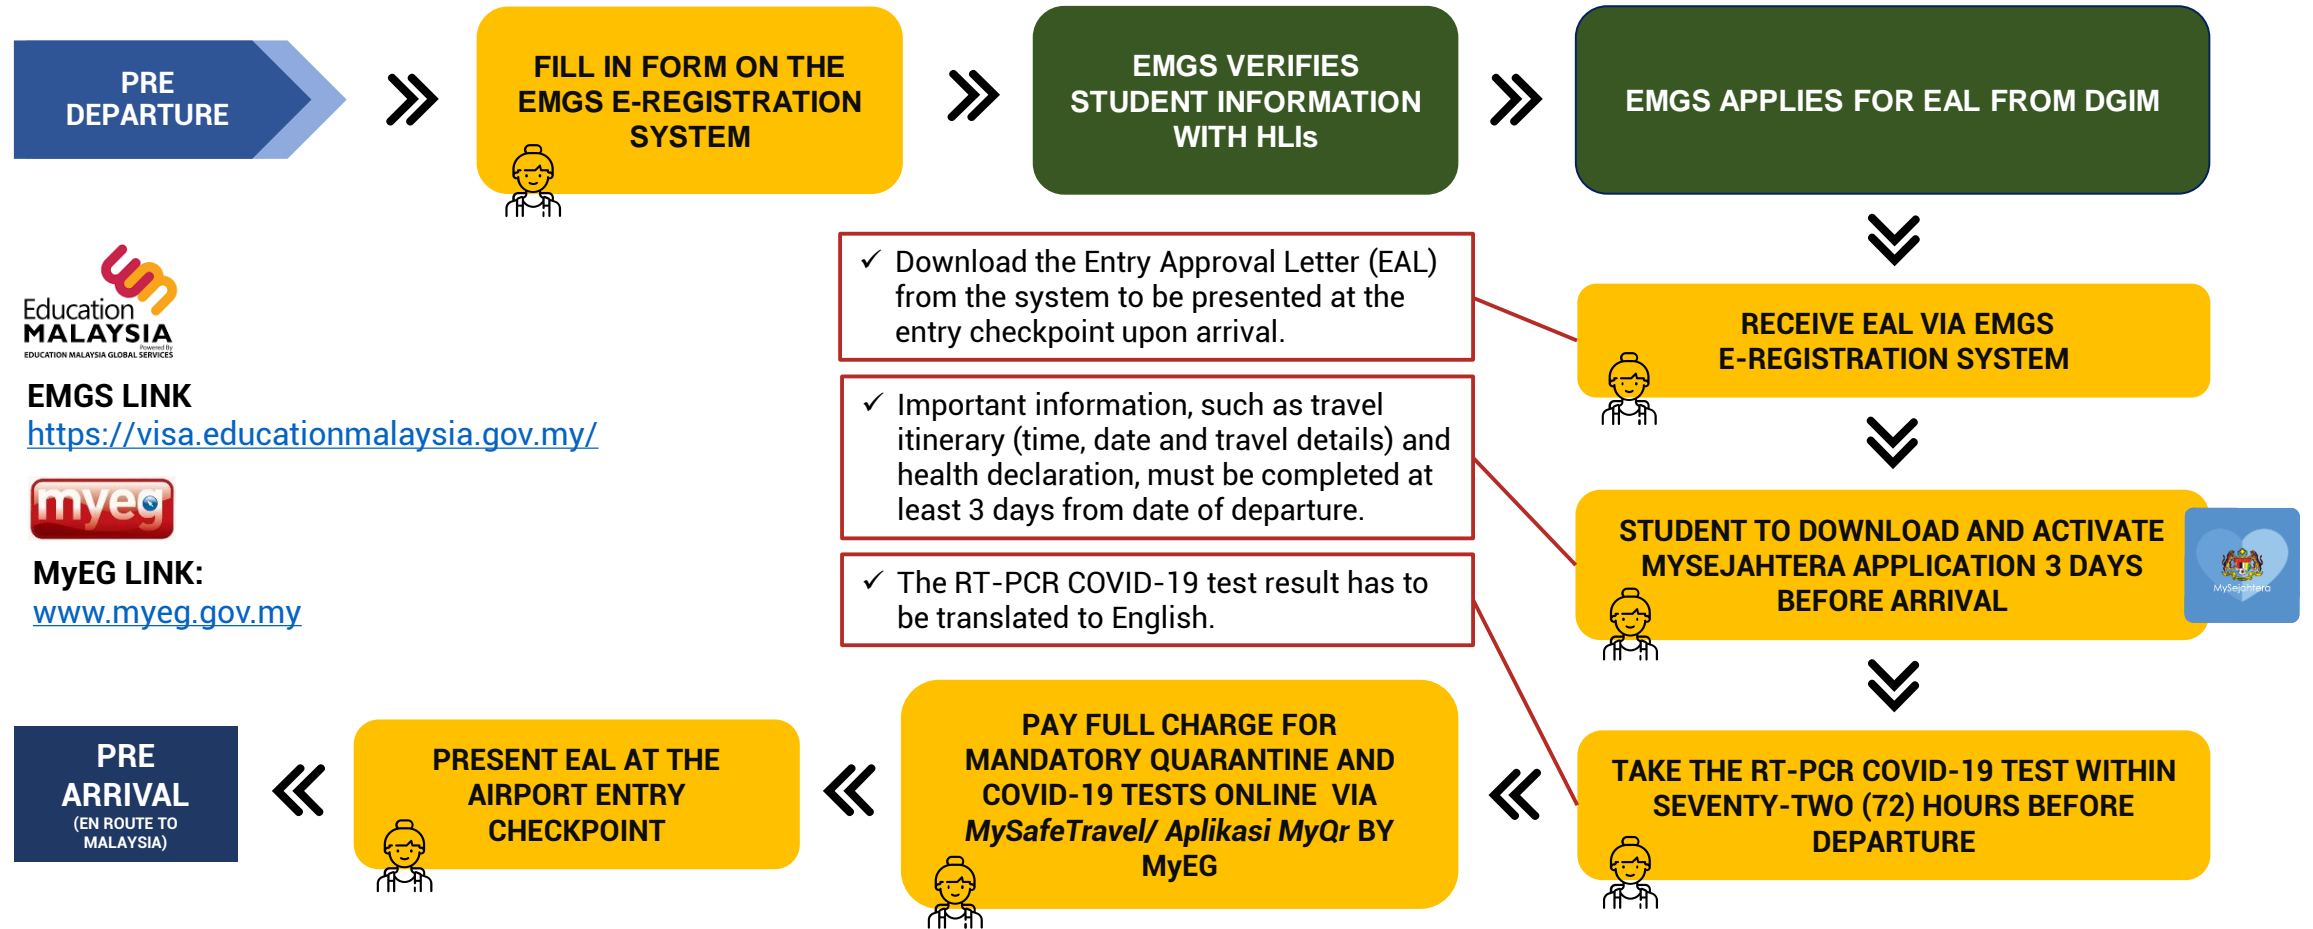 PRE
DEPARTURE
FILL IN FORM ON THE
EMGS E-REGISTRATION
SYSTEM
EMGS VERIFIES
STUDENT INFORMATION
WITH HLIs
EMGS APPLIES FOR EAL FROM DGIM
Education
MALAYSIA
Powered By
EDUCATION MALAYSIA GLOBAL SERVICES
EMGS LINK
https://visa.educationmalaysia.gov.my/
myeg
MyEG LINK:
www.myeg.gov.my
✓ Download the Entry Approval Letter (EAL)
from the system to be presented at the
entry checkpoint upon arrival.
RECEIVE EAL VIA EMGS
E-REGISTRATION SYSTEM
✓ Important information, such as travel
itinerary (time, date and travel details) and
health declaration, must be completed at
least 3 days from date of departure.
STUDENT TO DOWNLOAD AND ACTIVATE
MYSEJAHTERA APPLICATION 3 DAYS
BEFORE ARRIVAL
MySejahtera
✓ The RT-PCR COVID-19 test result has to
be translated to English.
TAKE THE RT-PCR COVID-19 TEST WITHIN
SEVENTY-TWO (72) HOURS BEFORE
DEPARTURE
PAY FULL CHARGE FOR
MANDATORY QUARANTINE AND
COVID-19 TESTS ONLINE VIA
MySafeTravel/ Aplikasi MyQr BY
MyEG
PRESENT EAL AT THE
AIRPORT ENTRY
CHECKPOINT
PRE
ARRIVAL
(EN ROUTE TO
MALAYSIA)